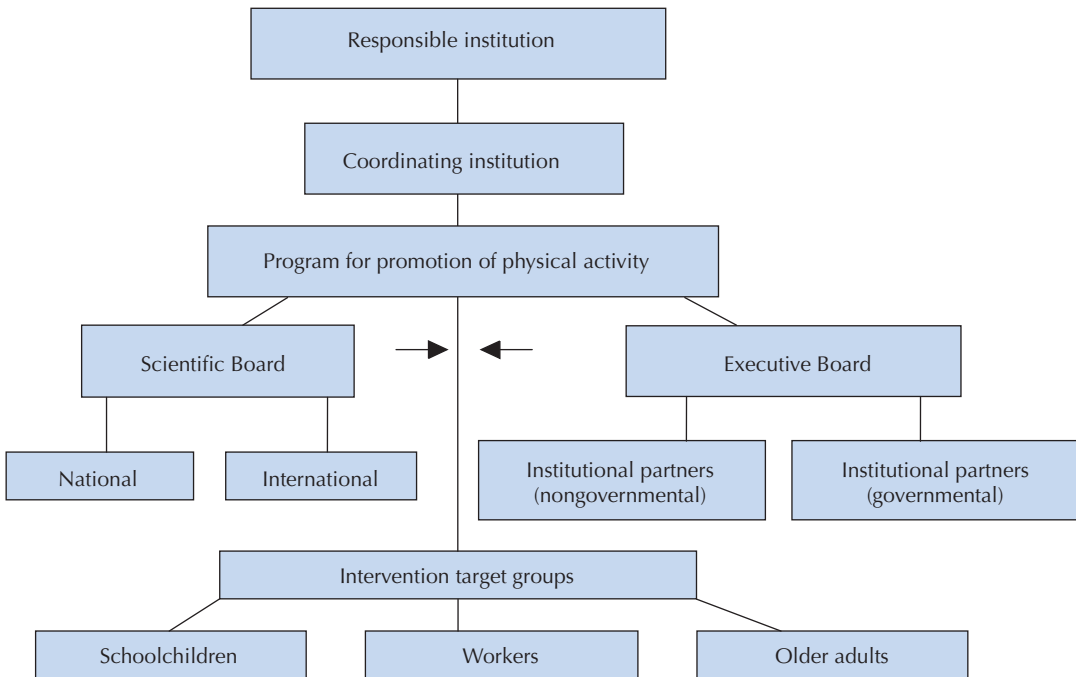 Responsible institution
Coordinating institution
Program for promotion of physical activity
Scientific Board
Executive Board
National
International
Institutional partners
(nongovernmental)
Institutional partners
(governmental)
Intervention target groups
Schoolchildren
Workers
Older adults